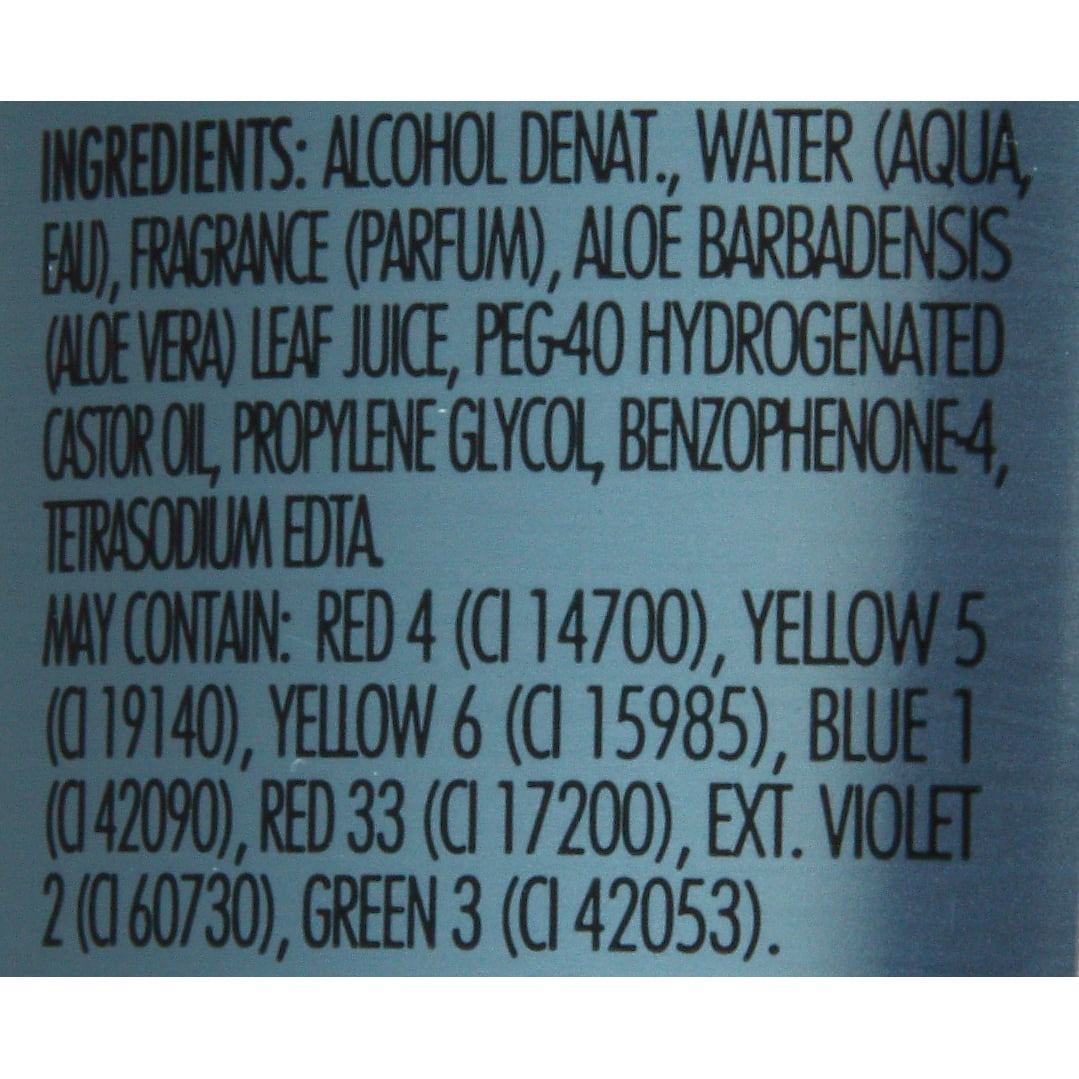 INGREDIENTS: ALCOHOL DENAT., WATER (AQUA,
EAU), FRAGRANCE (PARFUM), ALOE BARBADENSIS
(ALOE VERA) LEAF JUICE, PEG-40 HYDROGENATED
CASTOR OIL, PROPYLENE GLYCOL, BENZOPHENONE-4,
TETRASODIUM EDTA.
MAY CONTAIN: RED 4 (CI 14700), YELLOW 5
(CI 19140), YELLOW 6 (CI 15985), BLUE 1
(CI 42090), RED 33 (CI 17200), EXT. VIOLET
2 (CI 60730), GREEN 3 (CI 42053).